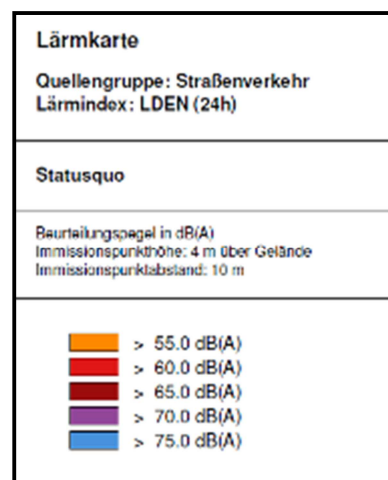 Lärmkarte
Quellengruppe: Straßenverkehr
Lärmindex: LDEN (24h)
Statusquo
Beurteilungspegel in dB(A)
Immissionspunkthöhe: 4 m über Gelände
Immissionspunktabstand: 10 m
> 55.0 dB(A)
> 60.0 dB(A)
> 65.0 dB(A)
> 70.0 dB(A)
> 75.0 dB(A)